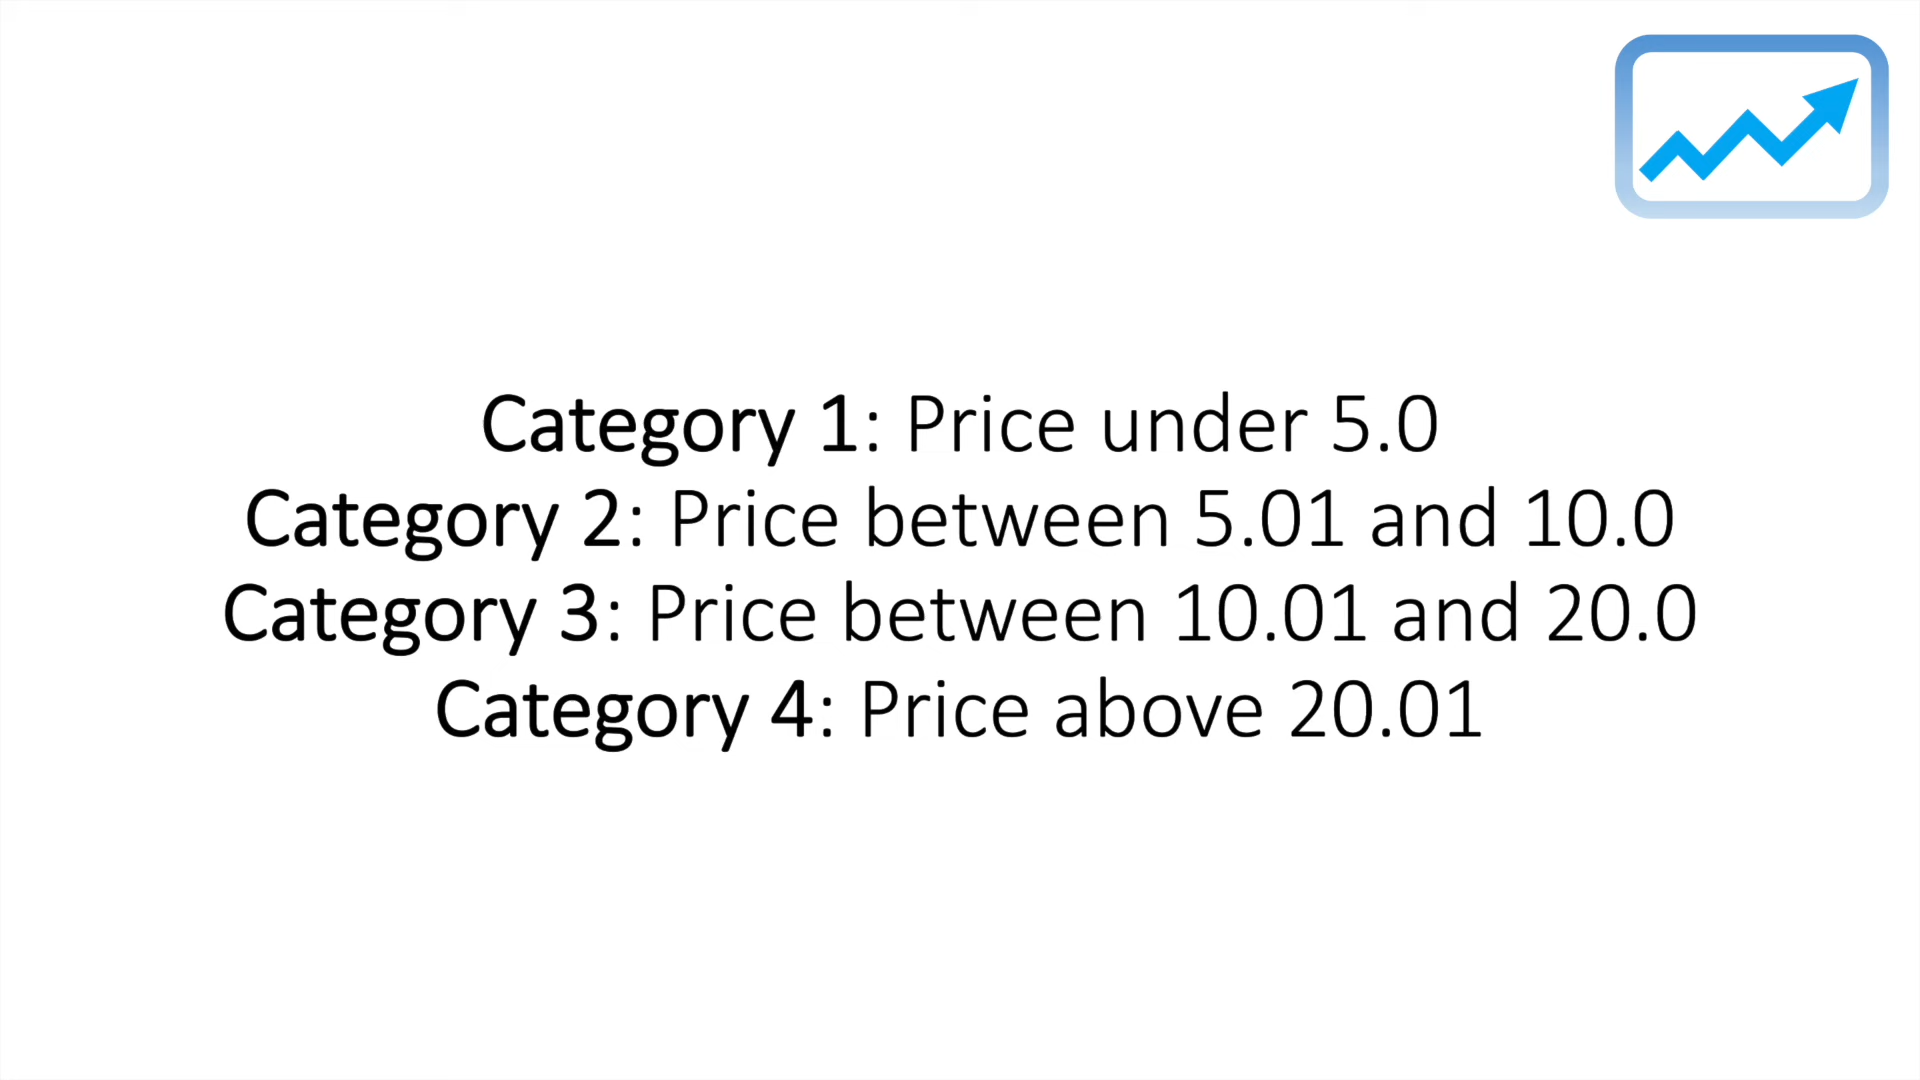 Category 1: Price under 5.0
Category 2: Price between 5.01 and 10.0
Category 3: Price between 10.01 and 20.0
Category 4: Price above 20.01